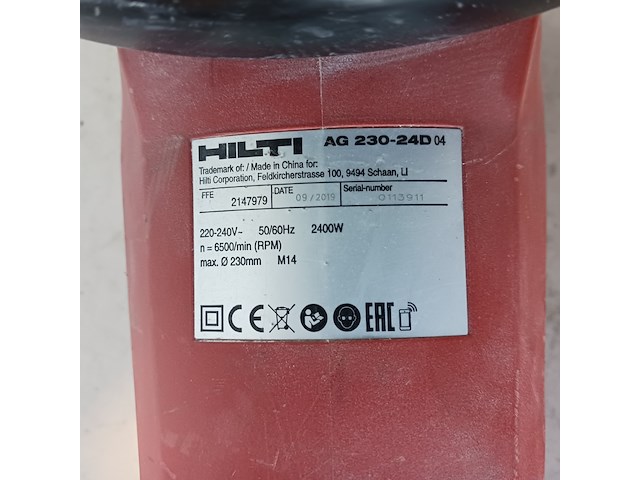 HILTI AG 230-24D 04
Trademark of: / Made in China for:
Hilti Corporation, Feldkircherstrasse 100, 9494 Schaan, LI
FFE 2147979 DATE 09/2019 Serial-number 0113911
220-240V~ 50/60Hz 2400W
n = 6500/min (RPM)
max. Ø 230mm M14
CE EAC